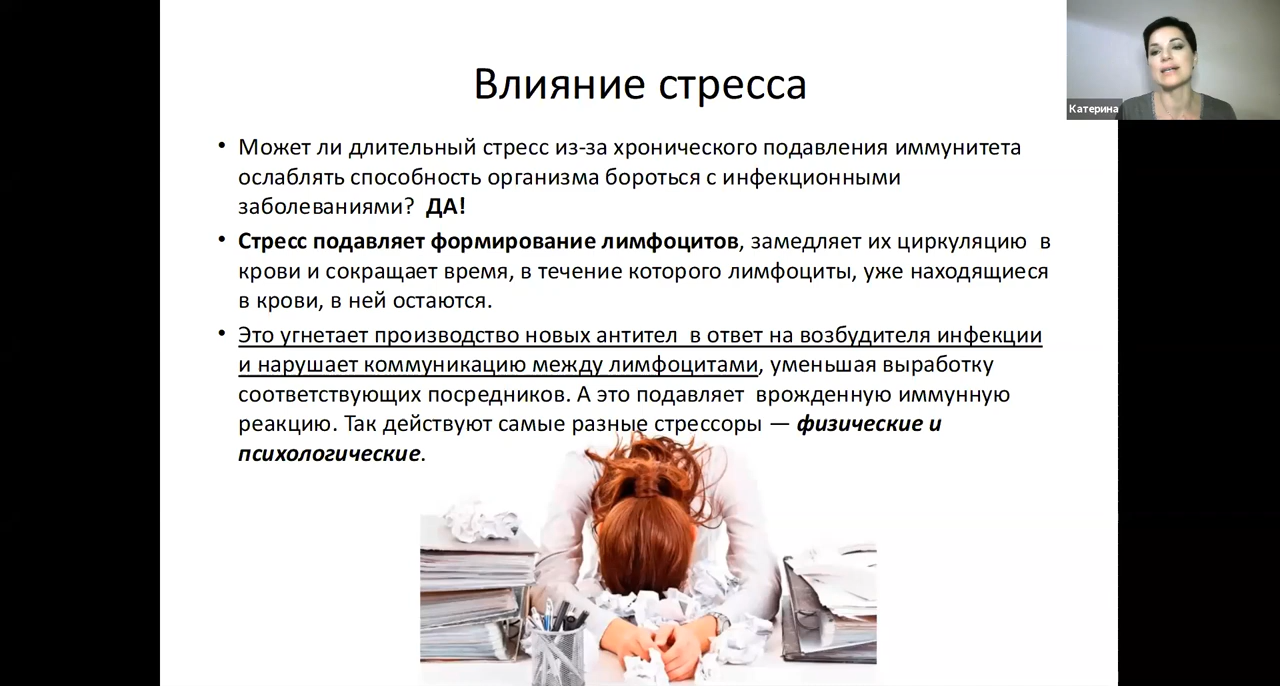 Влияние стресса
Катерина
• Может ли длительный стресс из-за хронического подавления иммунитета
ослаблять способность организма бороться с инфекционными
заболеваниями?  ДА!
• Стресс подавляет формирование лимфоцитов, замедляет их циркуляцию  в
крови и сокращает время, в течение которого лимфоциты, уже находящиеся
в крови, в ней остаются.
• Это угнетает производство новых антител  в ответ на возбудителя инфекции
и нарушает коммуникацию между лимфоцитами, уменьшая выработку
соответствующих посредников. А это подавляет  врожденную иммунную
реакцию. Так действуют самые разные стрессоры — физические и
психологические.